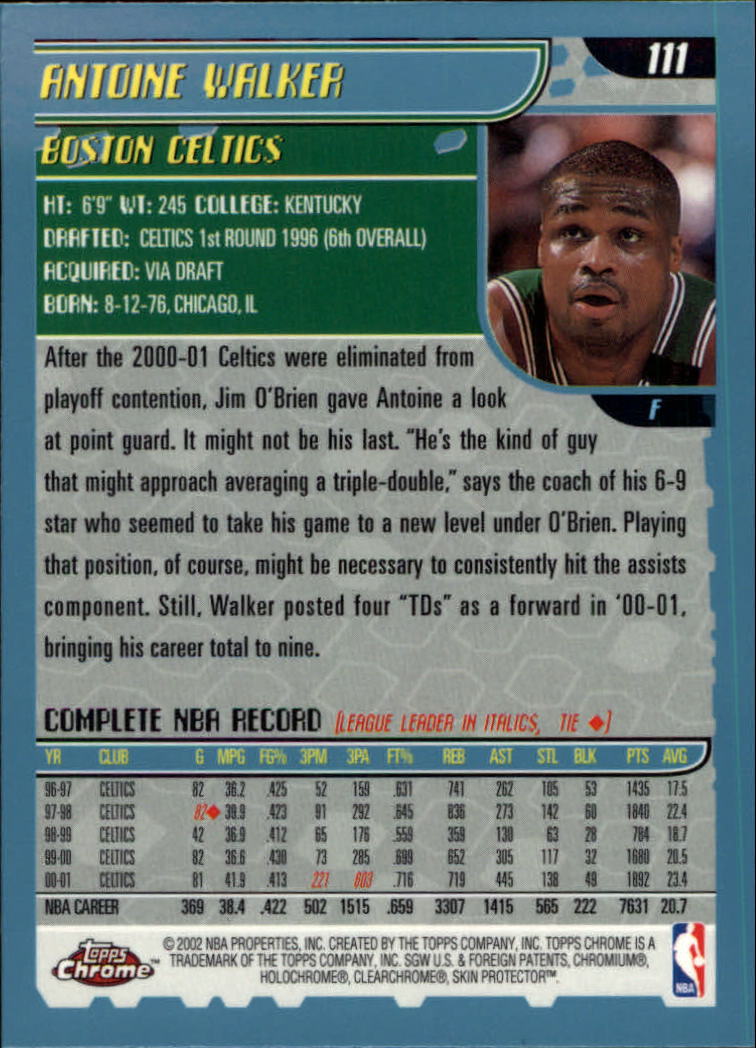 111
ANTOINE WALKER
BOSTON CELTICS
HT: 6'9" WT: 245 COLLEGE: KENTUCKY
DRAFTED: CELTICS 1st ROUND 1996 (6th OVERALL)
ACQUIRED: VIA DRAFT
BORN: 8-12-76, CHICAGO, IL
F
After the 2000-01 Celtics were eliminated from
playoff contention, Jim O'Brien gave Antoine a look
at point guard. It might not be his last. "He's the kind of guy
that might approach averaging a triple-double," says the coach of his 6-9
star who seemed to take his game to a new level under O'Brien. Playing
that position, of course, might be necessary to consistently hit the assists
component. Still, Walker posted four "TDs" as a forward in '00-01,
bringing his career total to nine.
COMPLETE NBA RECORD (LEAGUE LEADER IN ITALICS, TIE ◆)
YR CLUB G MPG FG% 3PM 3PA FT% REB AST STL BLK PTS AVG
96-97 CELTICS 82 36.2 .425 52 159 .631 741 262 105 53 1435 17.5
97-98 CELTICS 82◆ 39.9 .423 91 292 .645 836 273 142 60 1840 22.4
98-99 CELTICS 42 36.9 .412 65 176 .559 359 130 63 28 784 18.7
99-00 CELTICS 82 36.6 .430 73 285 .699 652 305 117 32 1680 20.5
00-01 CELTICS 81 41.9 .413 221 603 .716 719 445 138 49 1892 23.4
NBA CAREER 369 38.4 .422 502 1515 .659 3307 1415 565 222 7631 20.7
Topps Chrome™
© 2002 NBA PROPERTIES, INC. CREATED BY THE TOPPS COMPANY, INC. TOPPS CHROME IS A
TRADEMARK OF THE TOPPS COMPANY, INC. SGW U.S. & FOREIGN PATENTS, CHROMIUM®,
HOLOCHROME®, CLEARCHROME®, SKIN PROTECTOR™.
NBA